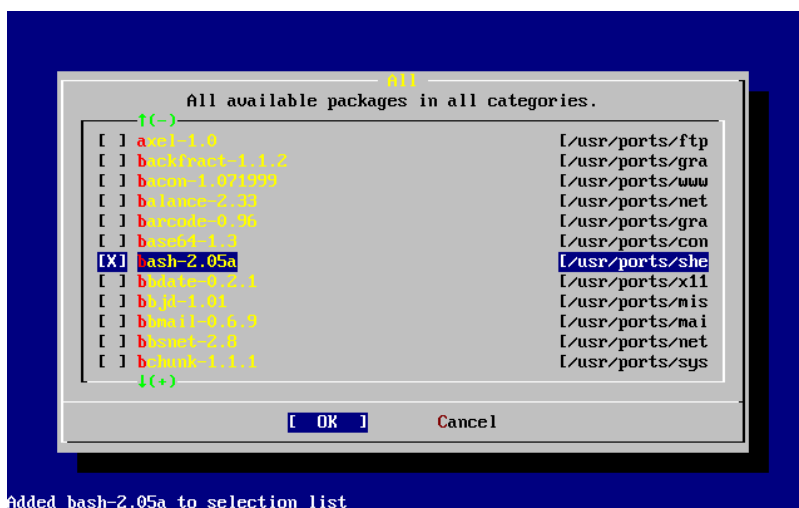 All
All available packages in all categories.
↑(-)
[ ] axel-1.0 [/usr/ports/ftp
[ ] backfract-1.1.2 [/usr/ports/gra
[ ] bacon-1.071999 [/usr/ports/www
[ ] balance-2.33 [/usr/ports/net
[ ] barcode-0.96 [/usr/ports/gra
[ ] base64-1.3 [/usr/ports/con
[X] bash-2.05a [/usr/ports/she
[ ] bbdate-0.2.1 [/usr/ports/x11
[ ] bbjd-1.01 [/usr/ports/mis
[ ] bbmail-0.6.9 [/usr/ports/mai
[ ] bbsnet-2.8 [/usr/ports/net
[ ] bchunk-1.1.1 [/usr/ports/sys
↓(+)
[ OK ] Cancel
Added bash-2.05a to selection list